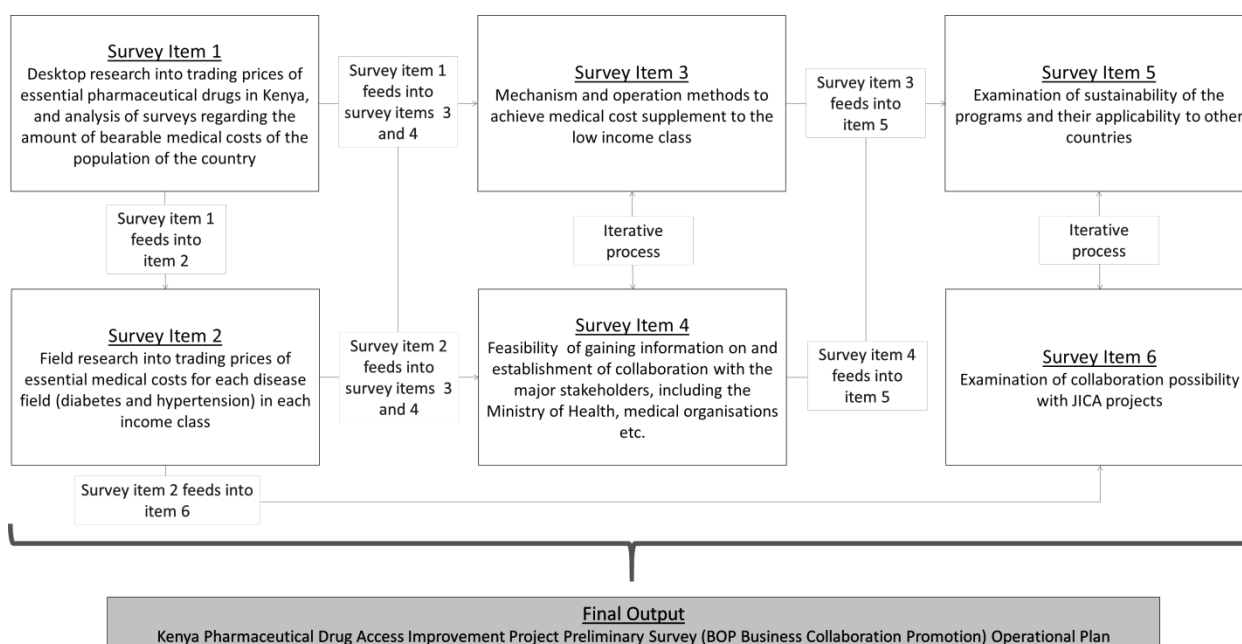 Survey Item 1
Desktop research into trading prices of
essential pharmaceutical drugs in Kenya,
and analysis of surveys regarding the
amount of bearable medical costs of the
population of the country
Survey item 1
feeds into
survey items 3
and 4
Survey Item 3
Mechanism and operation methods to
achieve medical cost supplement to the
low income class
Survey item 3
feeds into
item 5
Survey Item 5
Examination of sustainability of the
programs and their applicability to other
countries
Survey item 1
feeds into
item 2
Iterative
process
Iterative
process
Survey Item 2
Field research into trading prices of
essential medical costs for each disease
field (diabetes and hypertension) in each
income class
Survey item 2
feeds into
survey items 3
and 4
Survey Item 4
Feasibility of gaining information on and
establishment of collaboration with the
major stakeholders, including the
Ministry of Health, medical organisations
etc.
Survey item 4
feeds into
item 5
Survey Item 6
Examination of collaboration possibility
with JICA projects
Survey item 2 feeds into
item 6
Final Output
Kenya Pharmaceutical Drug Access Improvement Project Preliminary Survey (BOP Business Collaboration Promotion) Operational Plan